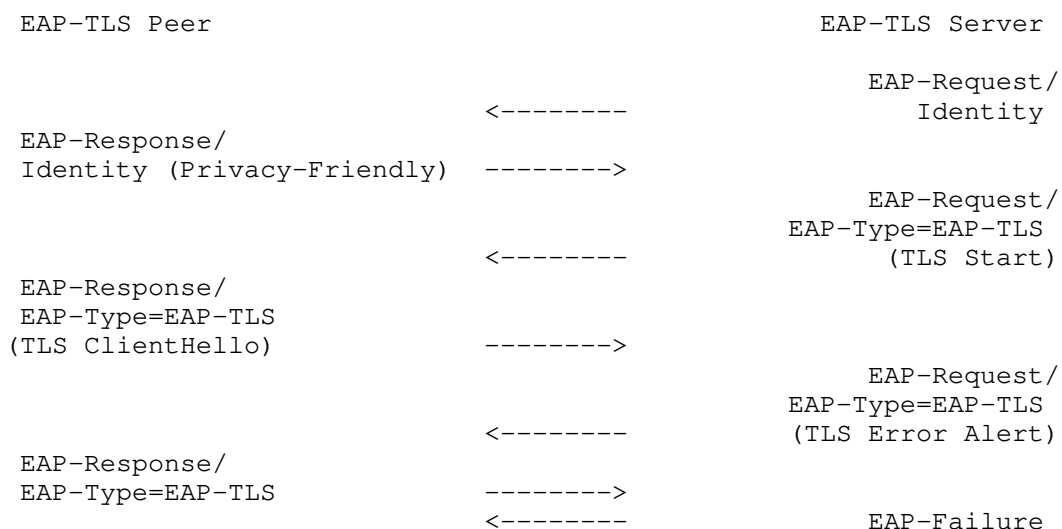 EAP-TLS Peer                                      EAP-TLS Server

                                                     EAP-Request/
                             <--------                   Identity
EAP-Response/
Identity (Privacy-Friendly)  -------->
                                                     EAP-Request/
                                                EAP-Type=EAP-TLS
                             <--------                (TLS Start)
EAP-Response/
EAP-Type=EAP-TLS
(TLS ClientHello)            -------->
                                                     EAP-Request/
                                                EAP-Type=EAP-TLS
                             <--------          (TLS Error Alert)
EAP-Response/
EAP-Type=EAP-TLS             -------->
                             <--------                EAP-Failure